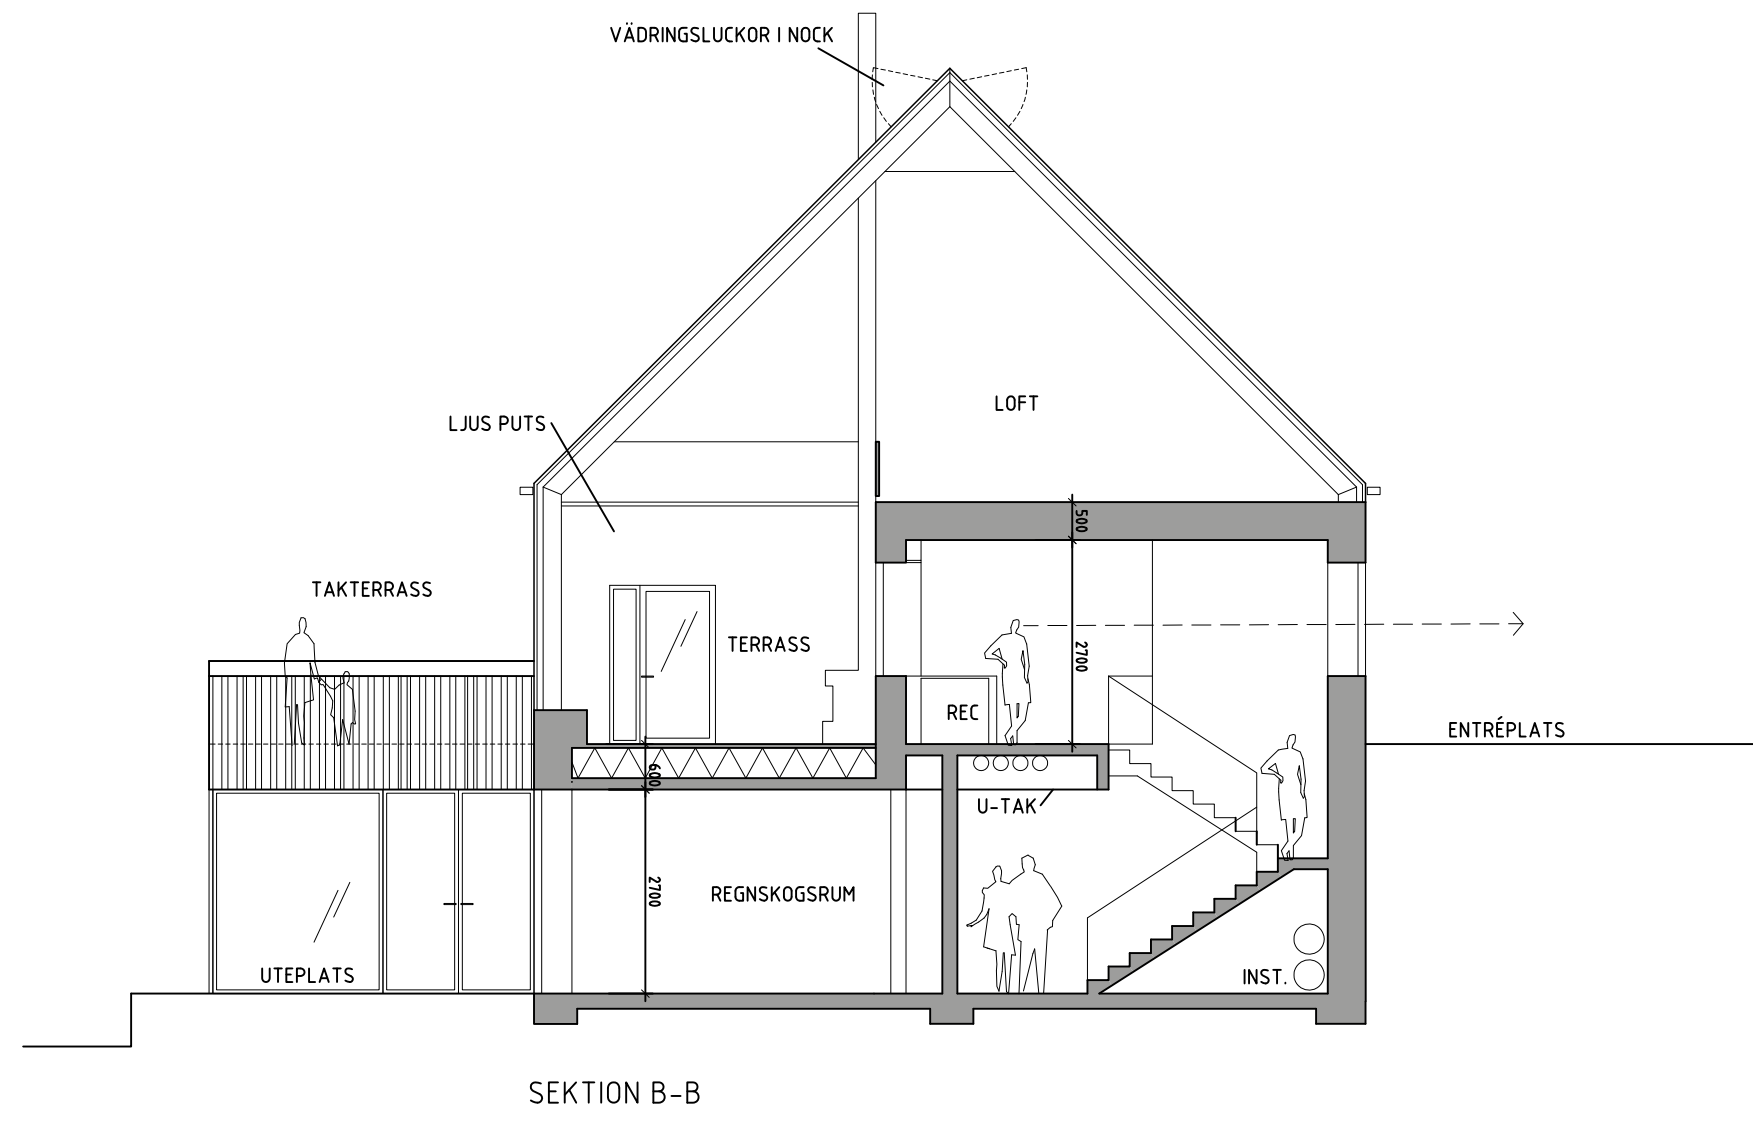 VÄDRINGSLUCKOR I NOCK
LOFT
LJUS PUTS
500
TAKTERRASS
TERRASS
2700
REC
ENTRÉPLATS
600
U-TAK
2700
REGNSKOGSRUM
UTEPLATS
INST.
SEKTION B-B